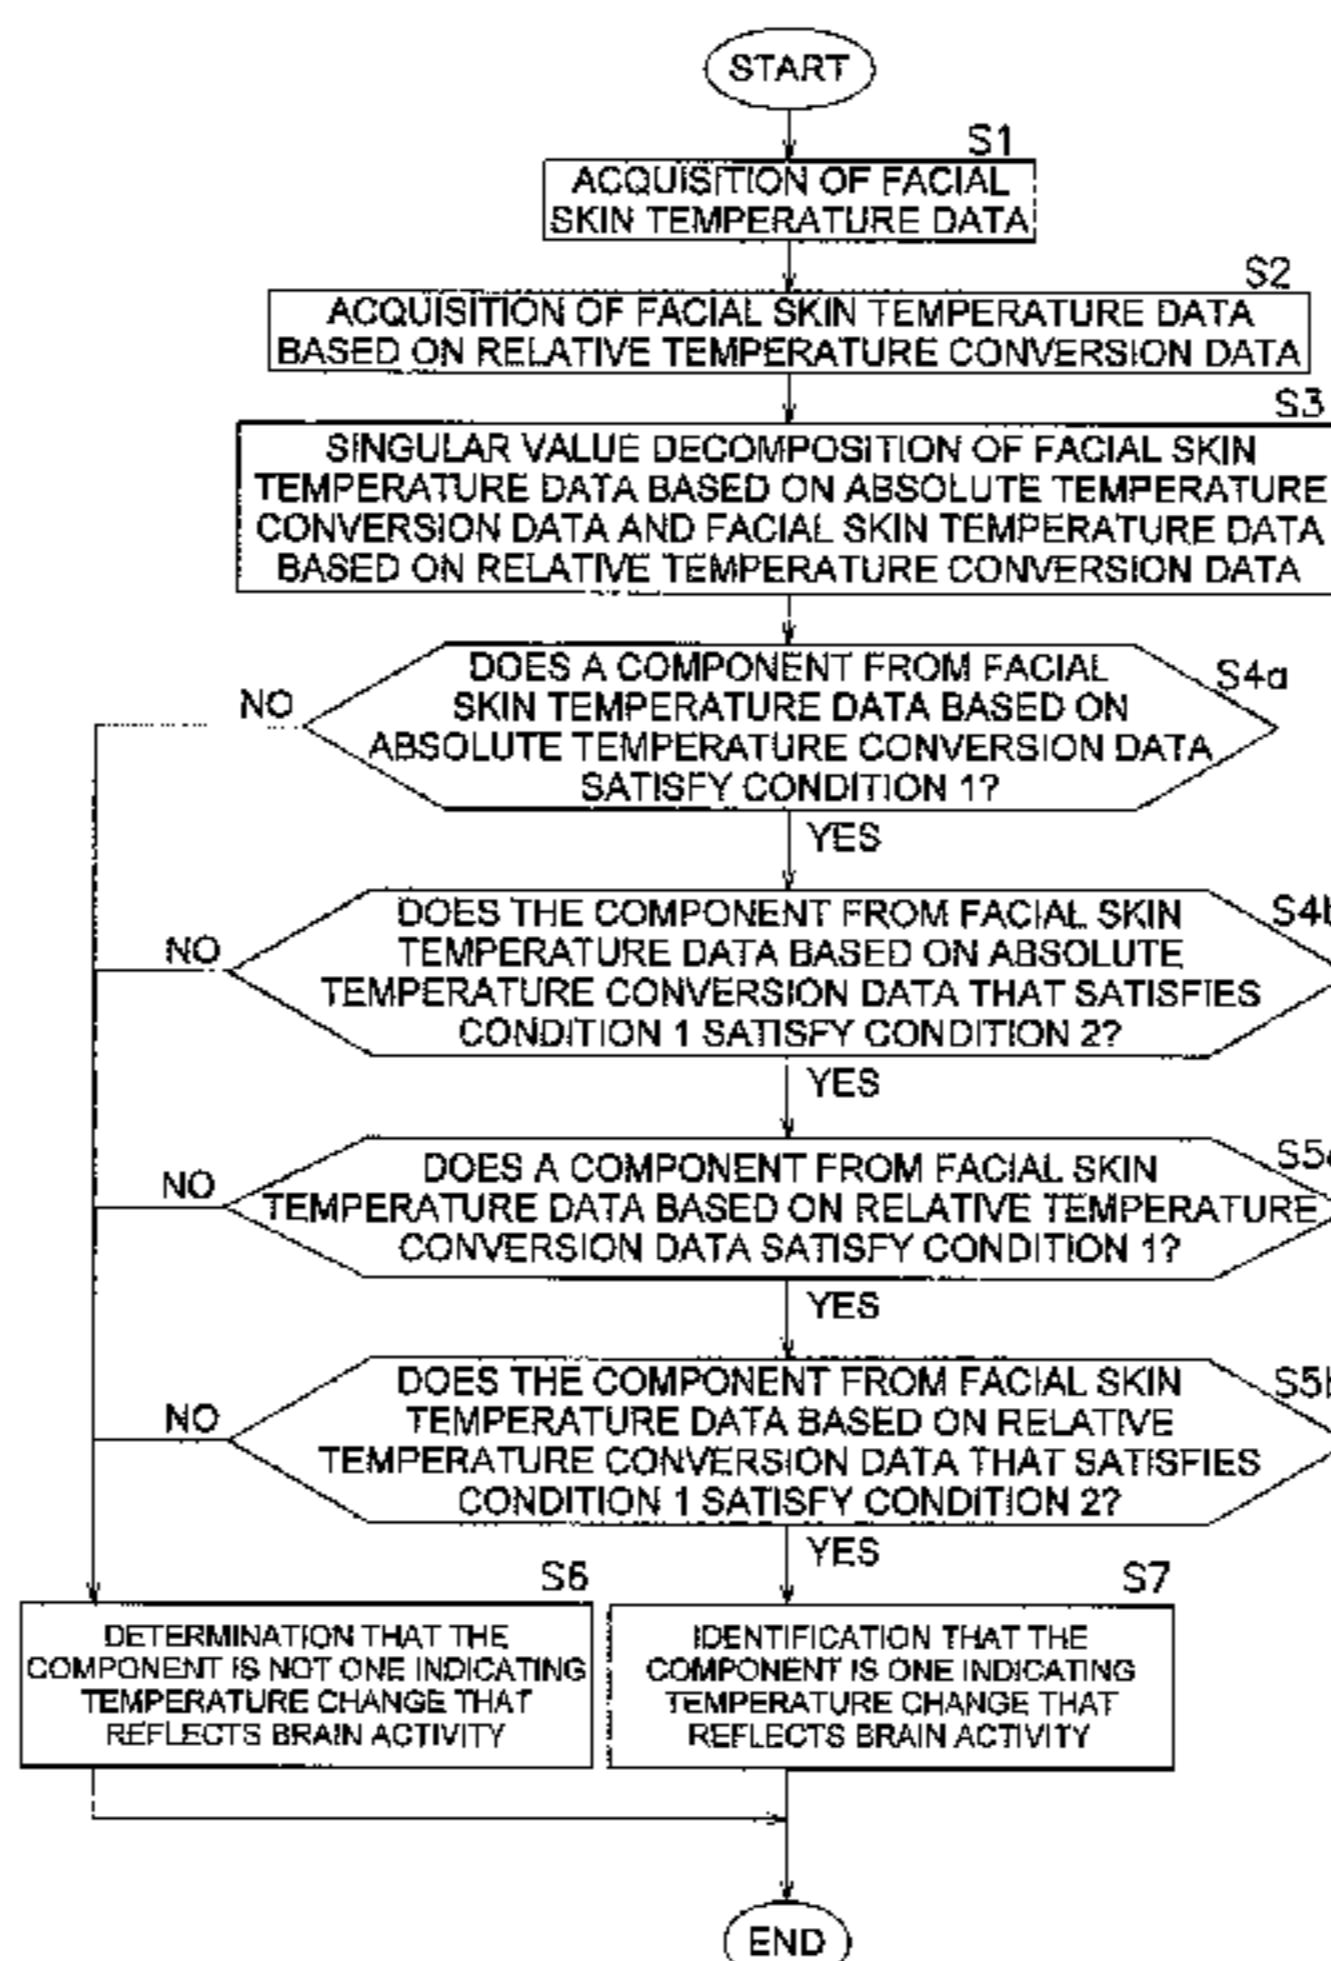 START
S1
ACQUISITION OF FACIAL
SKIN TEMPERATURE DATA
S2
ACQUISITION OF FACIAL SKIN TEMPERATURE DATA
BASED ON RELATIVE TEMPERATURE CONVERSION DATA
S3
SINGULAR VALUE DECOMPOSITION OF FACIAL SKIN
TEMPERATURE DATA BASED ON ABSOLUTE TEMPERATURE
CONVERSION DATA AND FACIAL SKIN TEMPERATURE DATA
BASED ON RELATIVE TEMPERATURE CONVERSION DATA
S4a
NO
DOES A COMPONENT FROM FACIAL
SKIN TEMPERATURE DATA BASED ON
ABSOLUTE TEMPERATURE CONVERSION DATA
SATISFY CONDITION 1?
YES
S4b
NO
DOES THE COMPONENT FROM FACIAL SKIN
TEMPERATURE DATA BASED ON ABSOLUTE
TEMPERATURE CONVERSION DATA THAT SATISFIES
CONDITION 1 SATISFY CONDITION 2?
YES
NO
DOES A COMPONENT FROM FACIAL SKIN
TEMPERATURE DATA BASED ON RELATIVE TEMPERATURE
CONVERSION DATA SATISFY CONDITION 1?
YES
NO
DOES THE COMPONENT FROM FACIAL SKIN
TEMPERATURE DATA BASED ON RELATIVE
TEMPERATURE CONVERSION DATA THAT SATISFIES
CONDITION 1 SATISFY CONDITION 2?
YES
S6
DETERMINATION THAT THE
COMPONENT IS NOT ONE INDICATING
TEMPERATURE CHANGE THAT
REFLECTS BRAIN ACTIVITY
S7
IDENTIFICATION THAT THE
COMPONENT IS ONE INDICATING
TEMPERATURE CHANGE THAT
REFLECTS BRAIN ACTIVITY
END